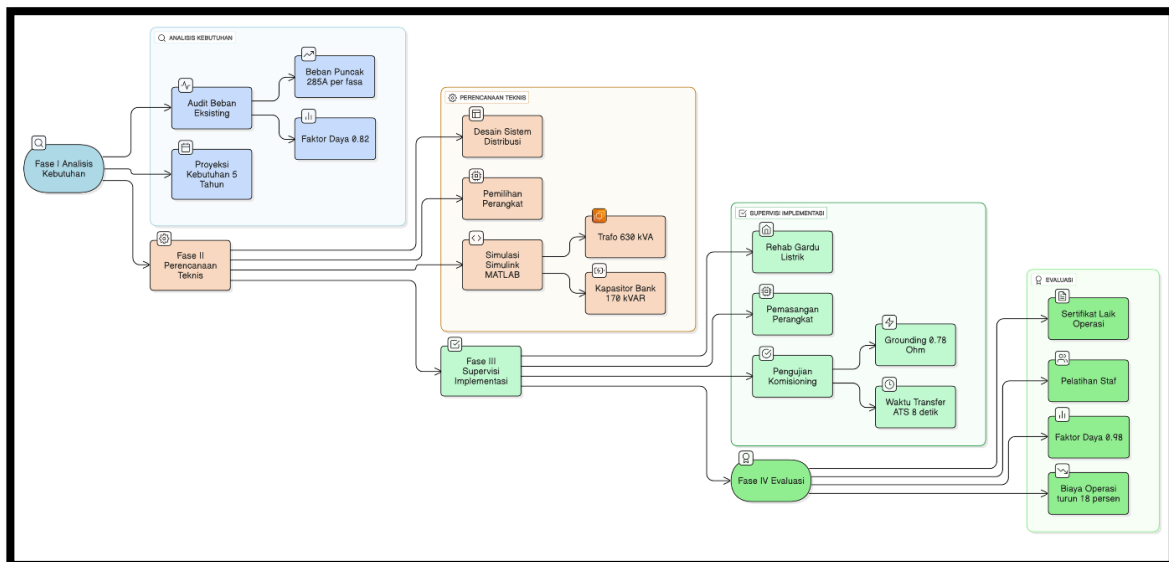 ANALISIS KEBUTUHAN
Beban Puncak
285A per fasa
Audit Beban
Eksisting
Faktor Daya 0.82
Fase I Analisis
Kebutuhan
Proyeksi
Kebutuhan 5
Tahun
PERENCANAAN TEKNIS
Desain Sistem
Distribusi
Pemilihan
Perangkat
Fase II
Perencanaan
Teknis
Simulasi
Simulink
MATLAB
Trafo 630 kVA
Kapasitor Bank
170 kVAR
SUPERVISI IMPLEMENTASI
Rehab Gardu
Listrik
Pemasangan
Perangkat
Fase III
Supervisi
Implementasi
Pengujian
Komisioning
Grounding 0.78
Ohm
Waktu Transfer
ATS 8 detik
EVALUASI
Sertifikat Laik
Operasi
Pelatihan Staf
Faktor Daya 0.98
Fase IV Evaluasi
Biaya Operasi
turun 18 persen